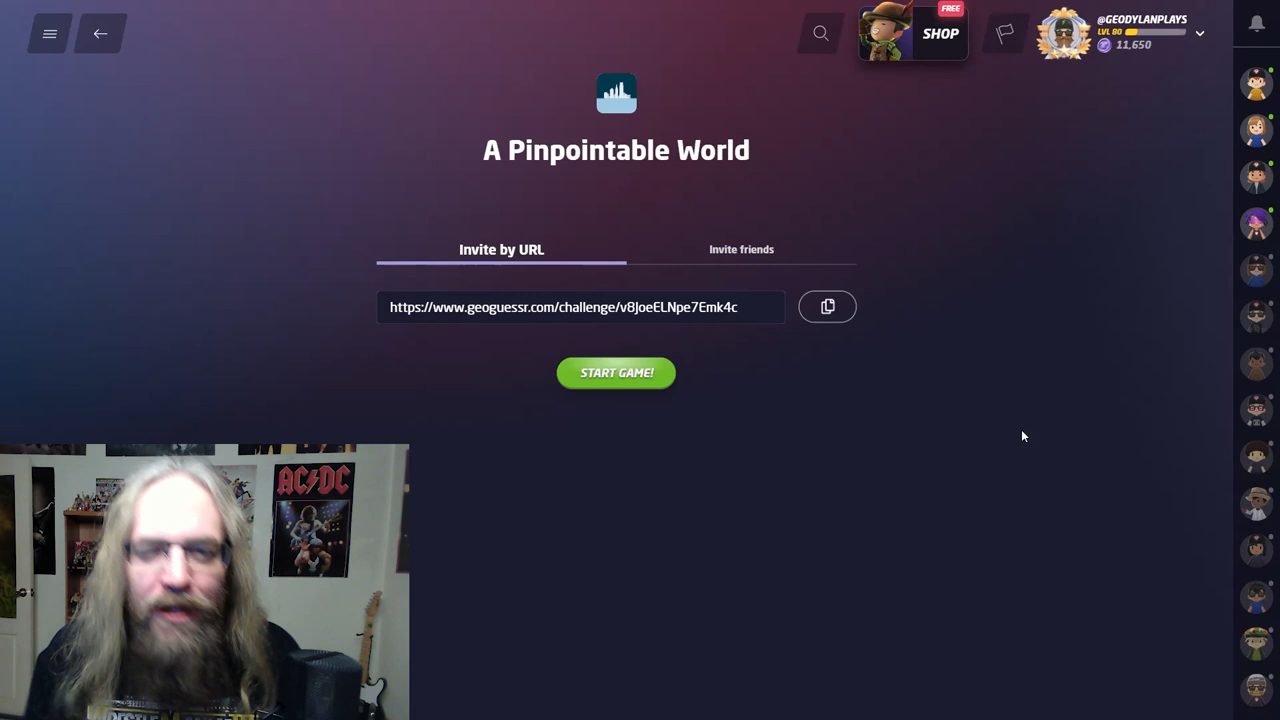 FREE
SHOP
@GEODYLANPLAYS
LVL 80
11,650
A Pinpointable World
Invite by URL
Invite friends
https://www.geoguessr.com/challenge/v8JoeELNpe7Emk4c
START GAME!
AC/DC